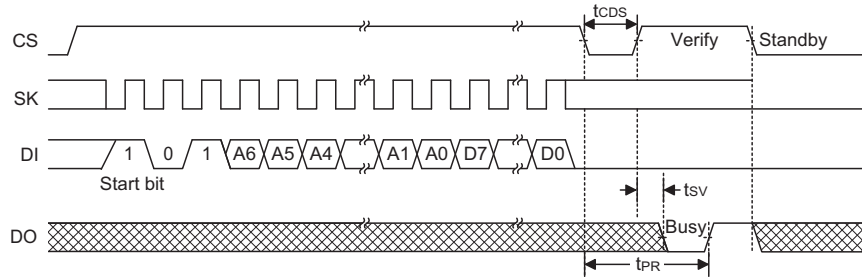 tCDS
CS Verify Standby
SK
DI 1 0 1 A6 A5 A4 A1 A0 D7 D0
Start bit
tSV
DO Busy
tPR